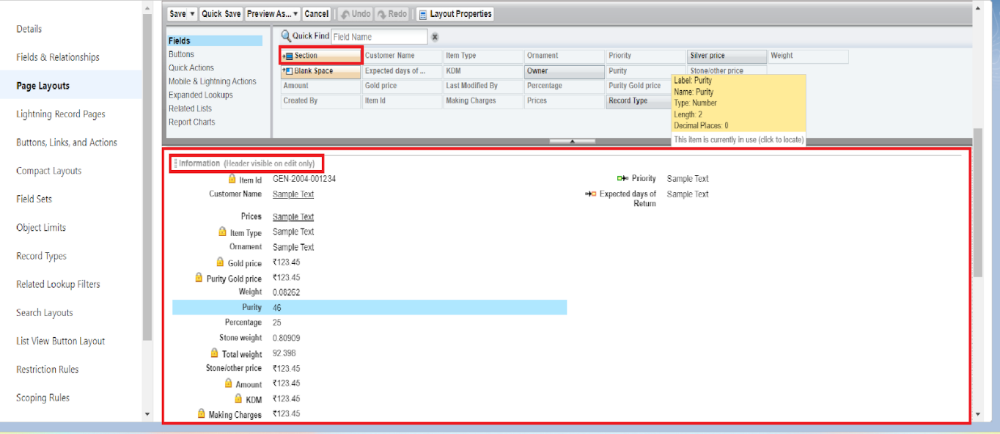 Details
Fields & Relationships
Page Layouts
Lightning Record Pages
Buttons, Links, and Actions
Compact Layouts
Field Sets
Object Limits
Record Types
Related Lookup Filters
Search Layouts
List View Button Layout
Restriction Rules
Scoping Rules
Save Quick Save Preview As... Cancel Undo Redo Layout Properties
Fields
Buttons
Quick Actions
Mobile & Lightning Actions
Expanded Lookups
Related Lists
Report Charts
Quick Find Field Name
Section Customer Name Item Type Ornament Priority Silver price Weight
Blank Space Expected days of ... KDM Owner Purity Stone/other price
Amount Gold price Last Modified By Percentage Purity Gold price
Created By Item Id Making Charges Prices Record Type
Label: Purity
Name: Purity
Type: Number
Length: 2
Decimal Places: 0
This item is currently in use (click to locate)
Information (Header visible on edit only)
Item Id GEN-2004-001234 Priority Sample Text
Customer Name Sample Text Expected days of Sample Text
Return
Prices Sample Text
Item Type Sample Text
Ornament Sample Text
Gold price ₹123.45
Purity Gold price ₹123.45
Weight 0.08262
Purity 46
Percentage 25
Stone weight 0.80909
Total weight 92.398
Stone/other price ₹123.45
Amount ₹123.45
KDM ₹123.45
Making Charges ₹123.45